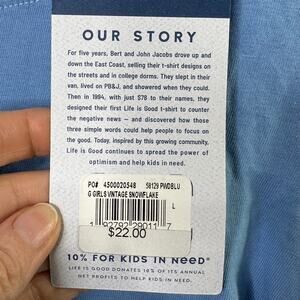 OUR STORY
For five years, Bert and John Jacobs drove up and
down the East Coast, selling their t-shirt designs on
the streets and in college dorms. They slept in their
van, lived on PB&J, and showered when they could.
Then in 1994, with just $78 to their names, they
designed their first Life is Good t-shirt to counter
the negative news – and discovered how those
three simple words could help people to focus on
the good. Today, inspired by this growing community,
Life is Good continues to spread the power of
optimism and help kids in need.
PO# 4500020548 58129 PWDBLU
G GIRLS VINTAGE SNOWFLAKE
L
1 92792 29011 7
$22.00
10% FOR KIDS IN NeeD®
LIFE IS GOOD DONATES 10% OF ITS ANNUAL
NET PROFITS TO HELP KIDS IN NEED.